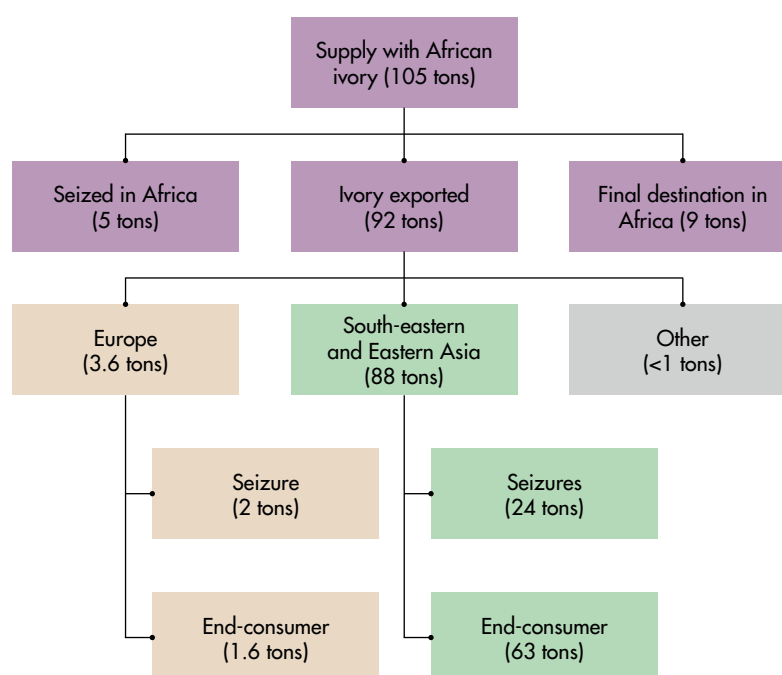 Supply with African
ivory (105 tons)
Seized in Africa
(5 tons)
Ivory exported
(92 tons)
Final destination in
Africa (9 tons)
Europe
(3.6 tons)
South-eastern
and Eastern Asia
(88 tons)
Other
(<1 tons)
Seizure
(2 tons)
Seizures
(24 tons)
End-consumer
(1.6 tons)
End-consumer
(63 tons)